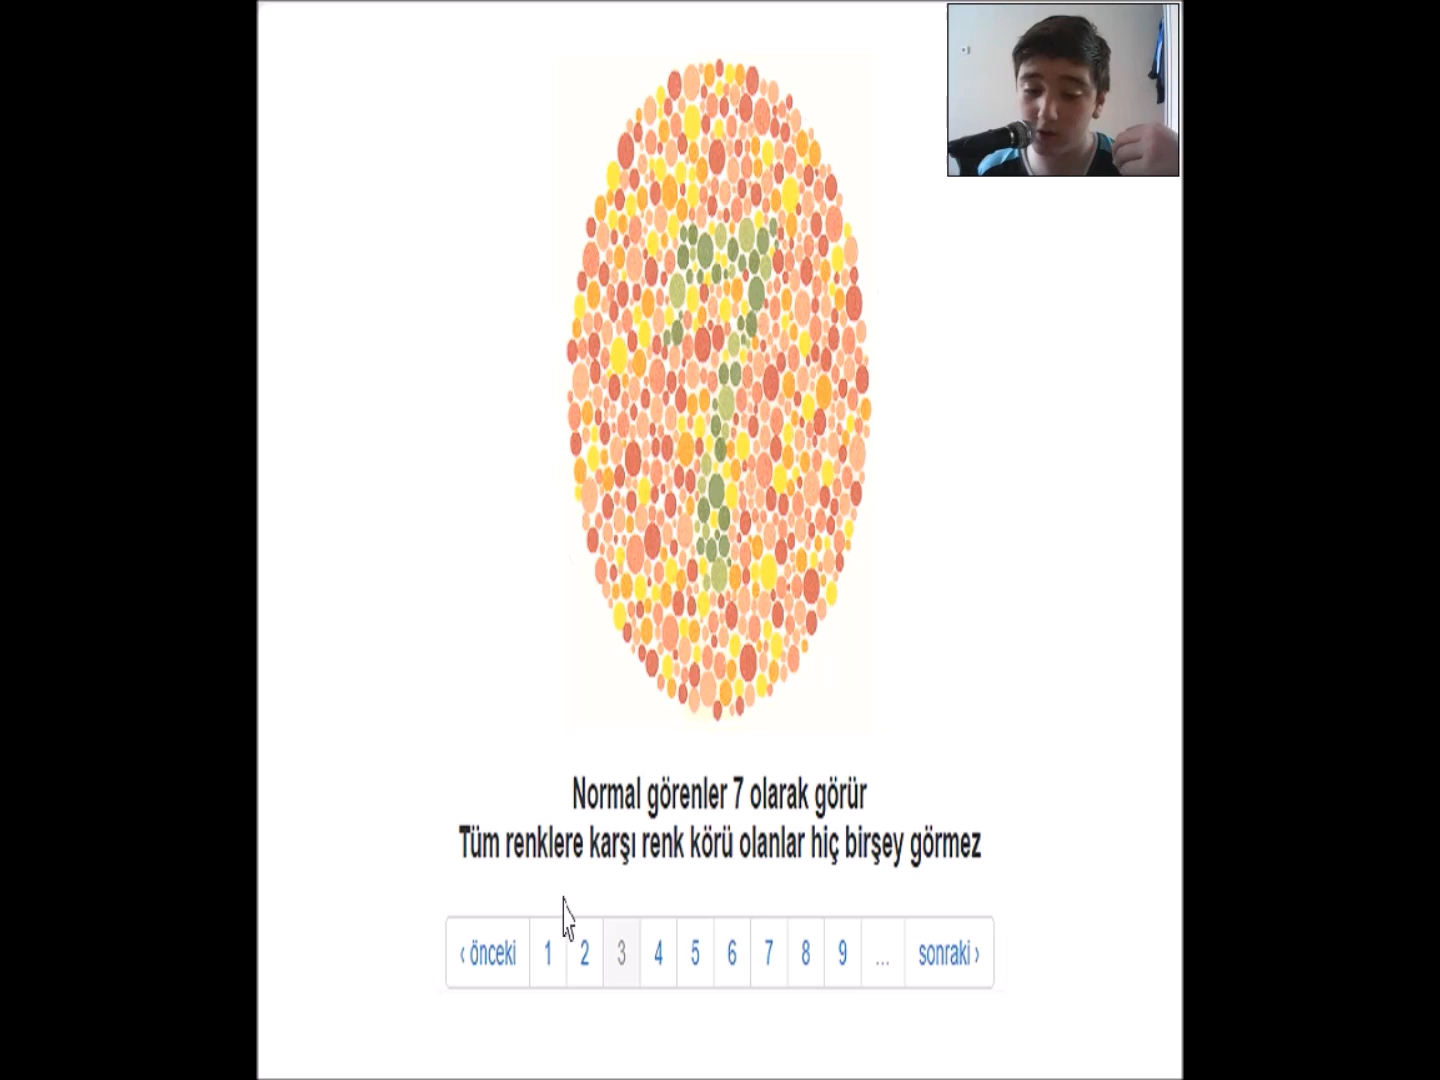 7
Normal görenler 7 olarak görür
Tüm renklere karşı renk körü olanlar hiç birşey görmez
‹ önceki 1 2 3 4 5 6 7 8 9 ... sonraki ›